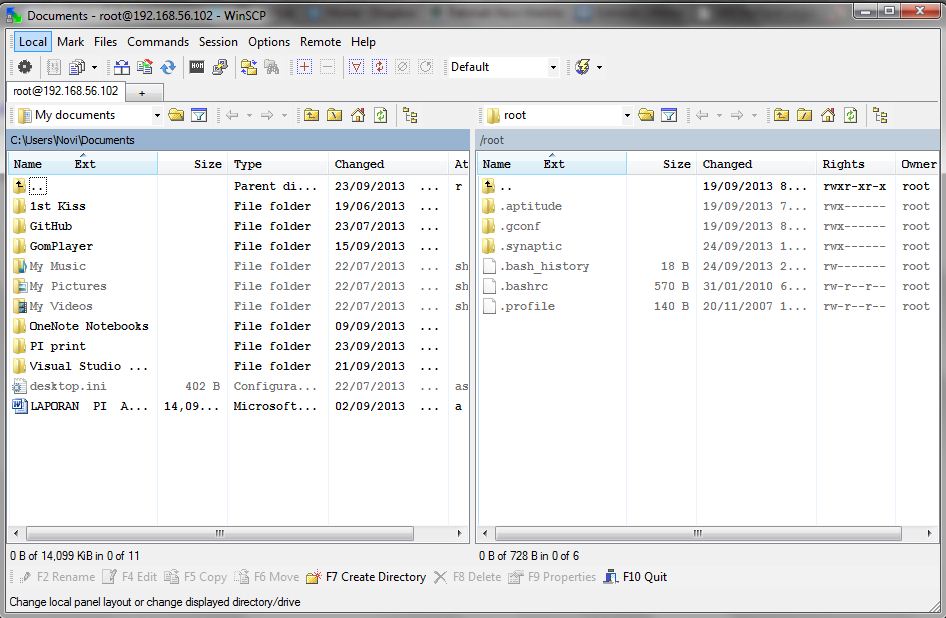 Documents - root@192.168.56.102 - WinSCP
Local Mark Files Commands Session Options Remote Help
Default
root@192.168.56.102 +
My documents root
C:\Users\Novi\Documents /root
Name Ext Size Type Changed At Name Ext Size Changed Rights Owner
.. Parent di... 23/09/2013 ... r .. 19/09/2013 8... rwxr-xr-x root
1st Kiss File folder 19/06/2013 ... .aptitude 19/09/2013 7... rwx------ root
GitHub File folder 23/07/2013 ... .gconf 19/09/2013 8... rwx------ root
GomPlayer File folder 15/09/2013 ... .synaptic 24/09/2013 1... rwx------ root
My Music File folder 22/07/2013 ... sh .bash_history 18 B 24/09/2013 2... rw------- root
My Pictures File folder 22/07/2013 ... sh .bashrc 570 B 31/01/2010 6... rw-r--r-- root
My Videos File folder 22/07/2013 ... sh .profile 140 B 20/11/2007 1... rw-r--r-- root
OneNote Notebooks File folder 09/09/2013 ...
PI print File folder 23/09/2013 ...
Visual Studio ... File folder 21/09/2013 ...
desktop.ini 402 B Configura... 22/07/2013 ... as
LAPORAN PI A... 14,09... Microsoft... 02/09/2013 ... a
0 B of 14,099 KiB in 0 of 11 0 B of 728 B in 0 of 6
F2 Rename F4 Edit F5 Copy F6 Move F7 Create Directory F8 Delete F9 Properties F10 Quit
Change local panel layout or change displayed directory/drive